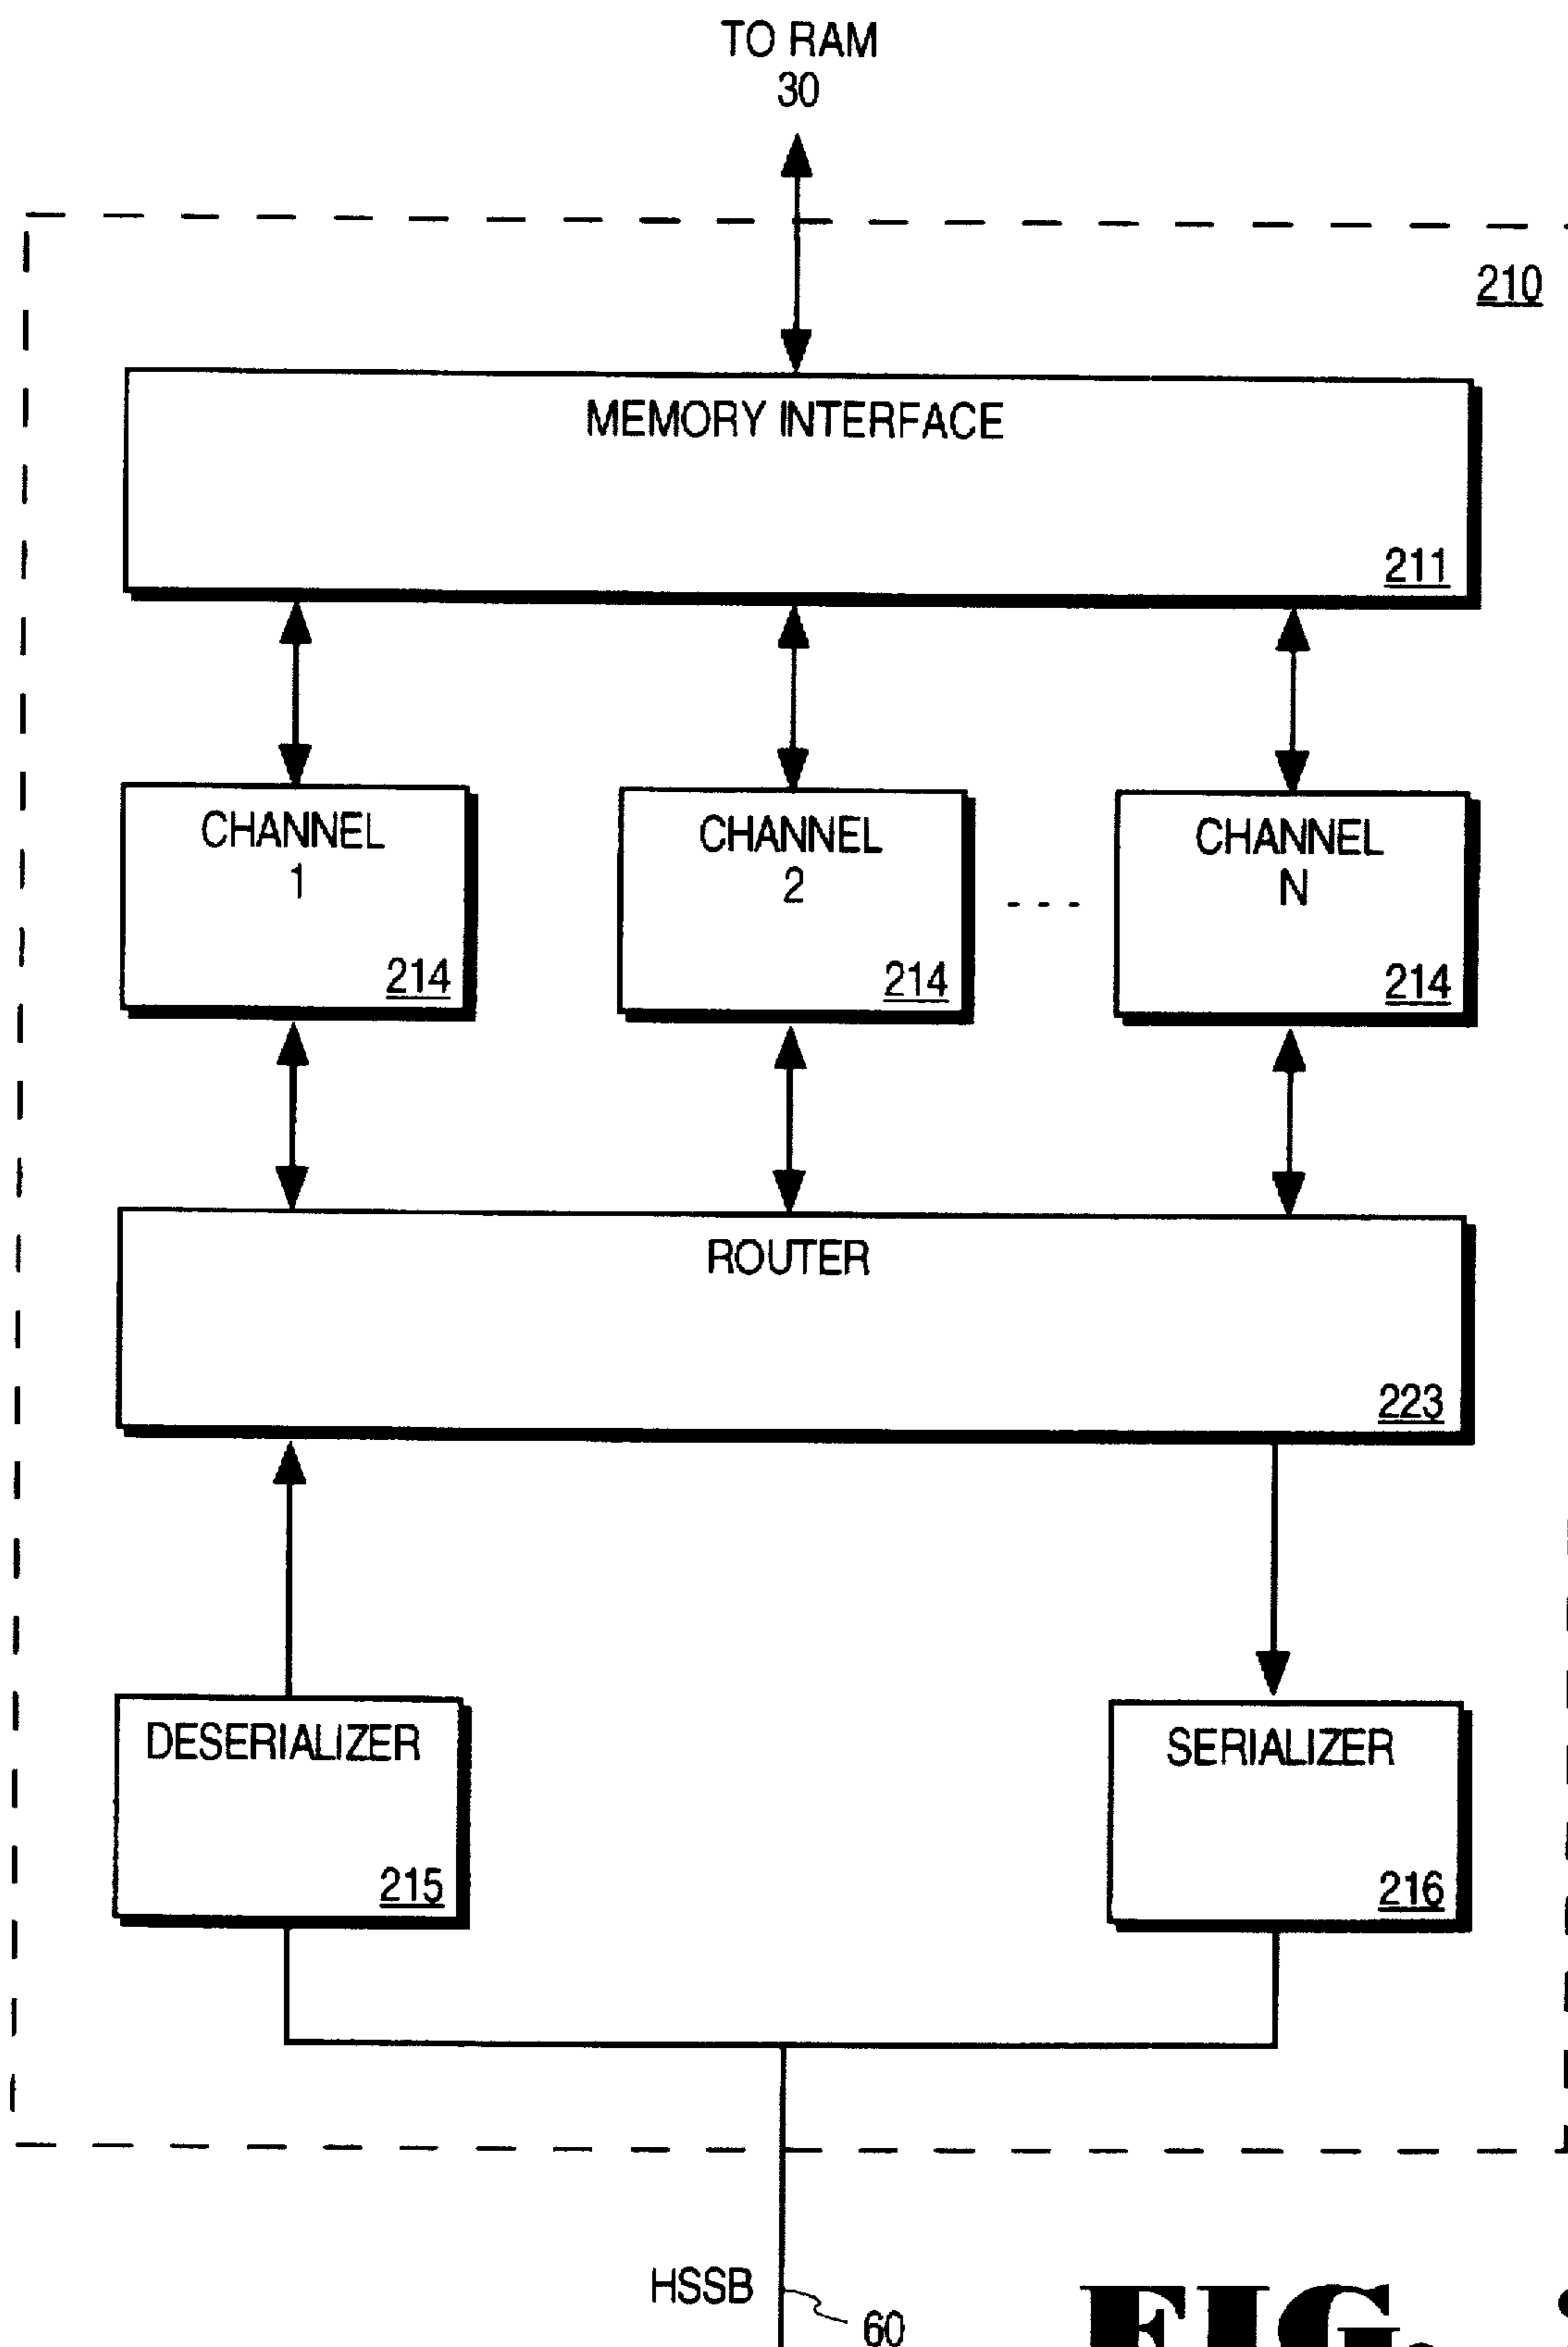 TO RAM
30
210
MEMORY INTERFACE
211
CHANNEL
1
214
CHANNEL
2
214
- - -
CHANNEL
N
214
ROUTER
223
DESERIALIZER
215
SERIALIZER
216
HSSB
60
FIG.